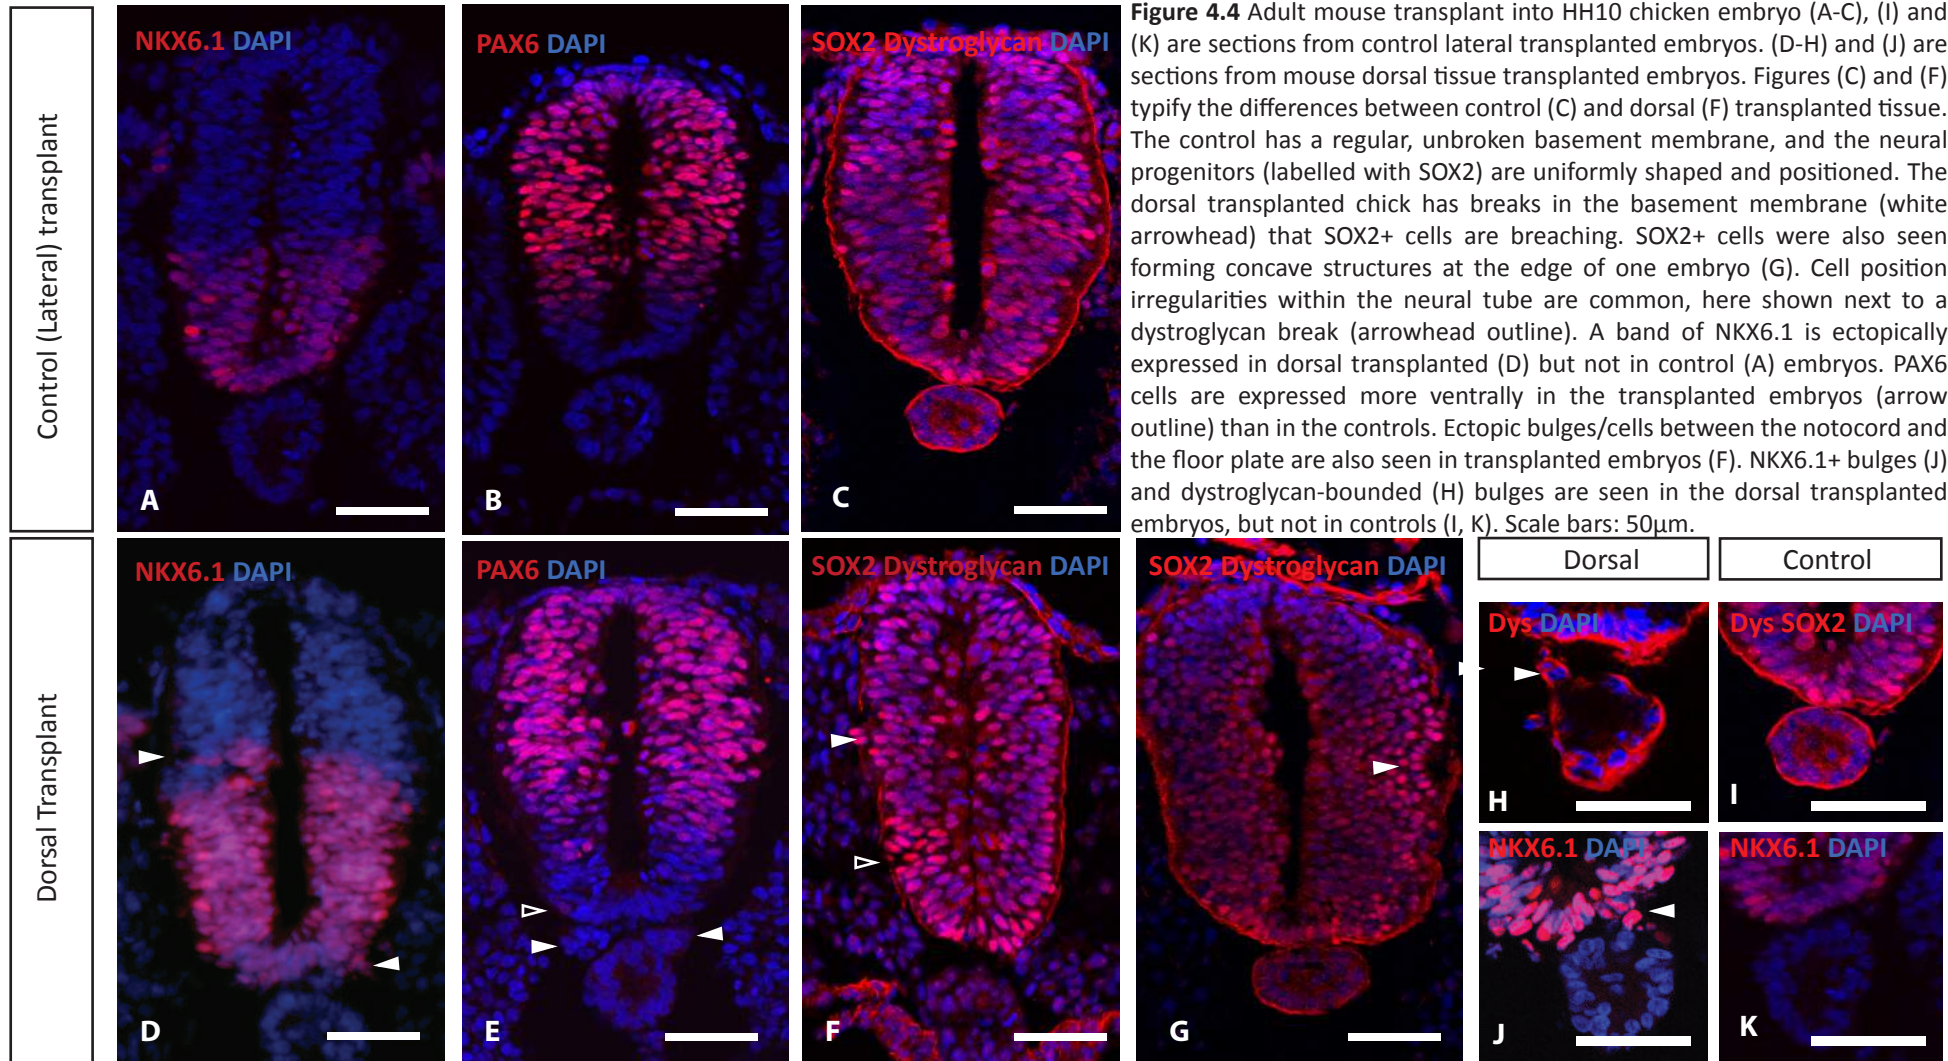 Control (Lateral) transplant
NKX6.1 DAPI
A
PAX6 DAPI
B
SOX2 Dystroglycan DAPI
C
Figure 4.4 Adult mouse transplant into HH10 chicken embryo (A-C), (I) and
(K) are sections from control lateral transplanted embryos. (D-H) and (J) are
sections from mouse dorsal tissue transplanted embryos. Figures (C) and (F)
typify the differences between control (C) and dorsal (F) transplanted tissue.
The control has a regular, unbroken basement membrane, and the neural
progenitors (labelled with SOX2) are uniformly shaped and positioned. The
dorsal transplanted chick has breaks in the basement membrane (white
arrowhead) that SOX2+ cells are breaching. SOX2+ cells were also seen
forming concave structures at the edge of one embryo (G). Cell position
irregularities within the neural tube are common, here shown next to a
dystroglycan break (arrowhead outline). A band of NKX6.1 is ectopically
expressed in dorsal transplanted (D) but not in control (A) embryos. PAX6
cells are expressed more ventrally in the transplanted embryos (arrow
outline) than in the controls. Ectopic bulges/cells between the notocord and
the floor plate are also seen in transplanted embryos (F). NKX6.1+ bulges (J)
and dystroglycan-bounded (H) bulges are seen in the dorsal transplanted
embryos, but not in controls (I, K). Scale bars: 50µm.
Dorsal Transplant
NKX6.1 DAPI
D
PAX6 DAPI
E
SOX2 Dystroglycan DAPI
F
SOX2 Dystroglycan DAPI
G
Dorsal
Control
Dys DAPI
H
Dys SOX2 DAPI
I
NKX6.1 DAPI
J
NKX6.1 DAPI
K